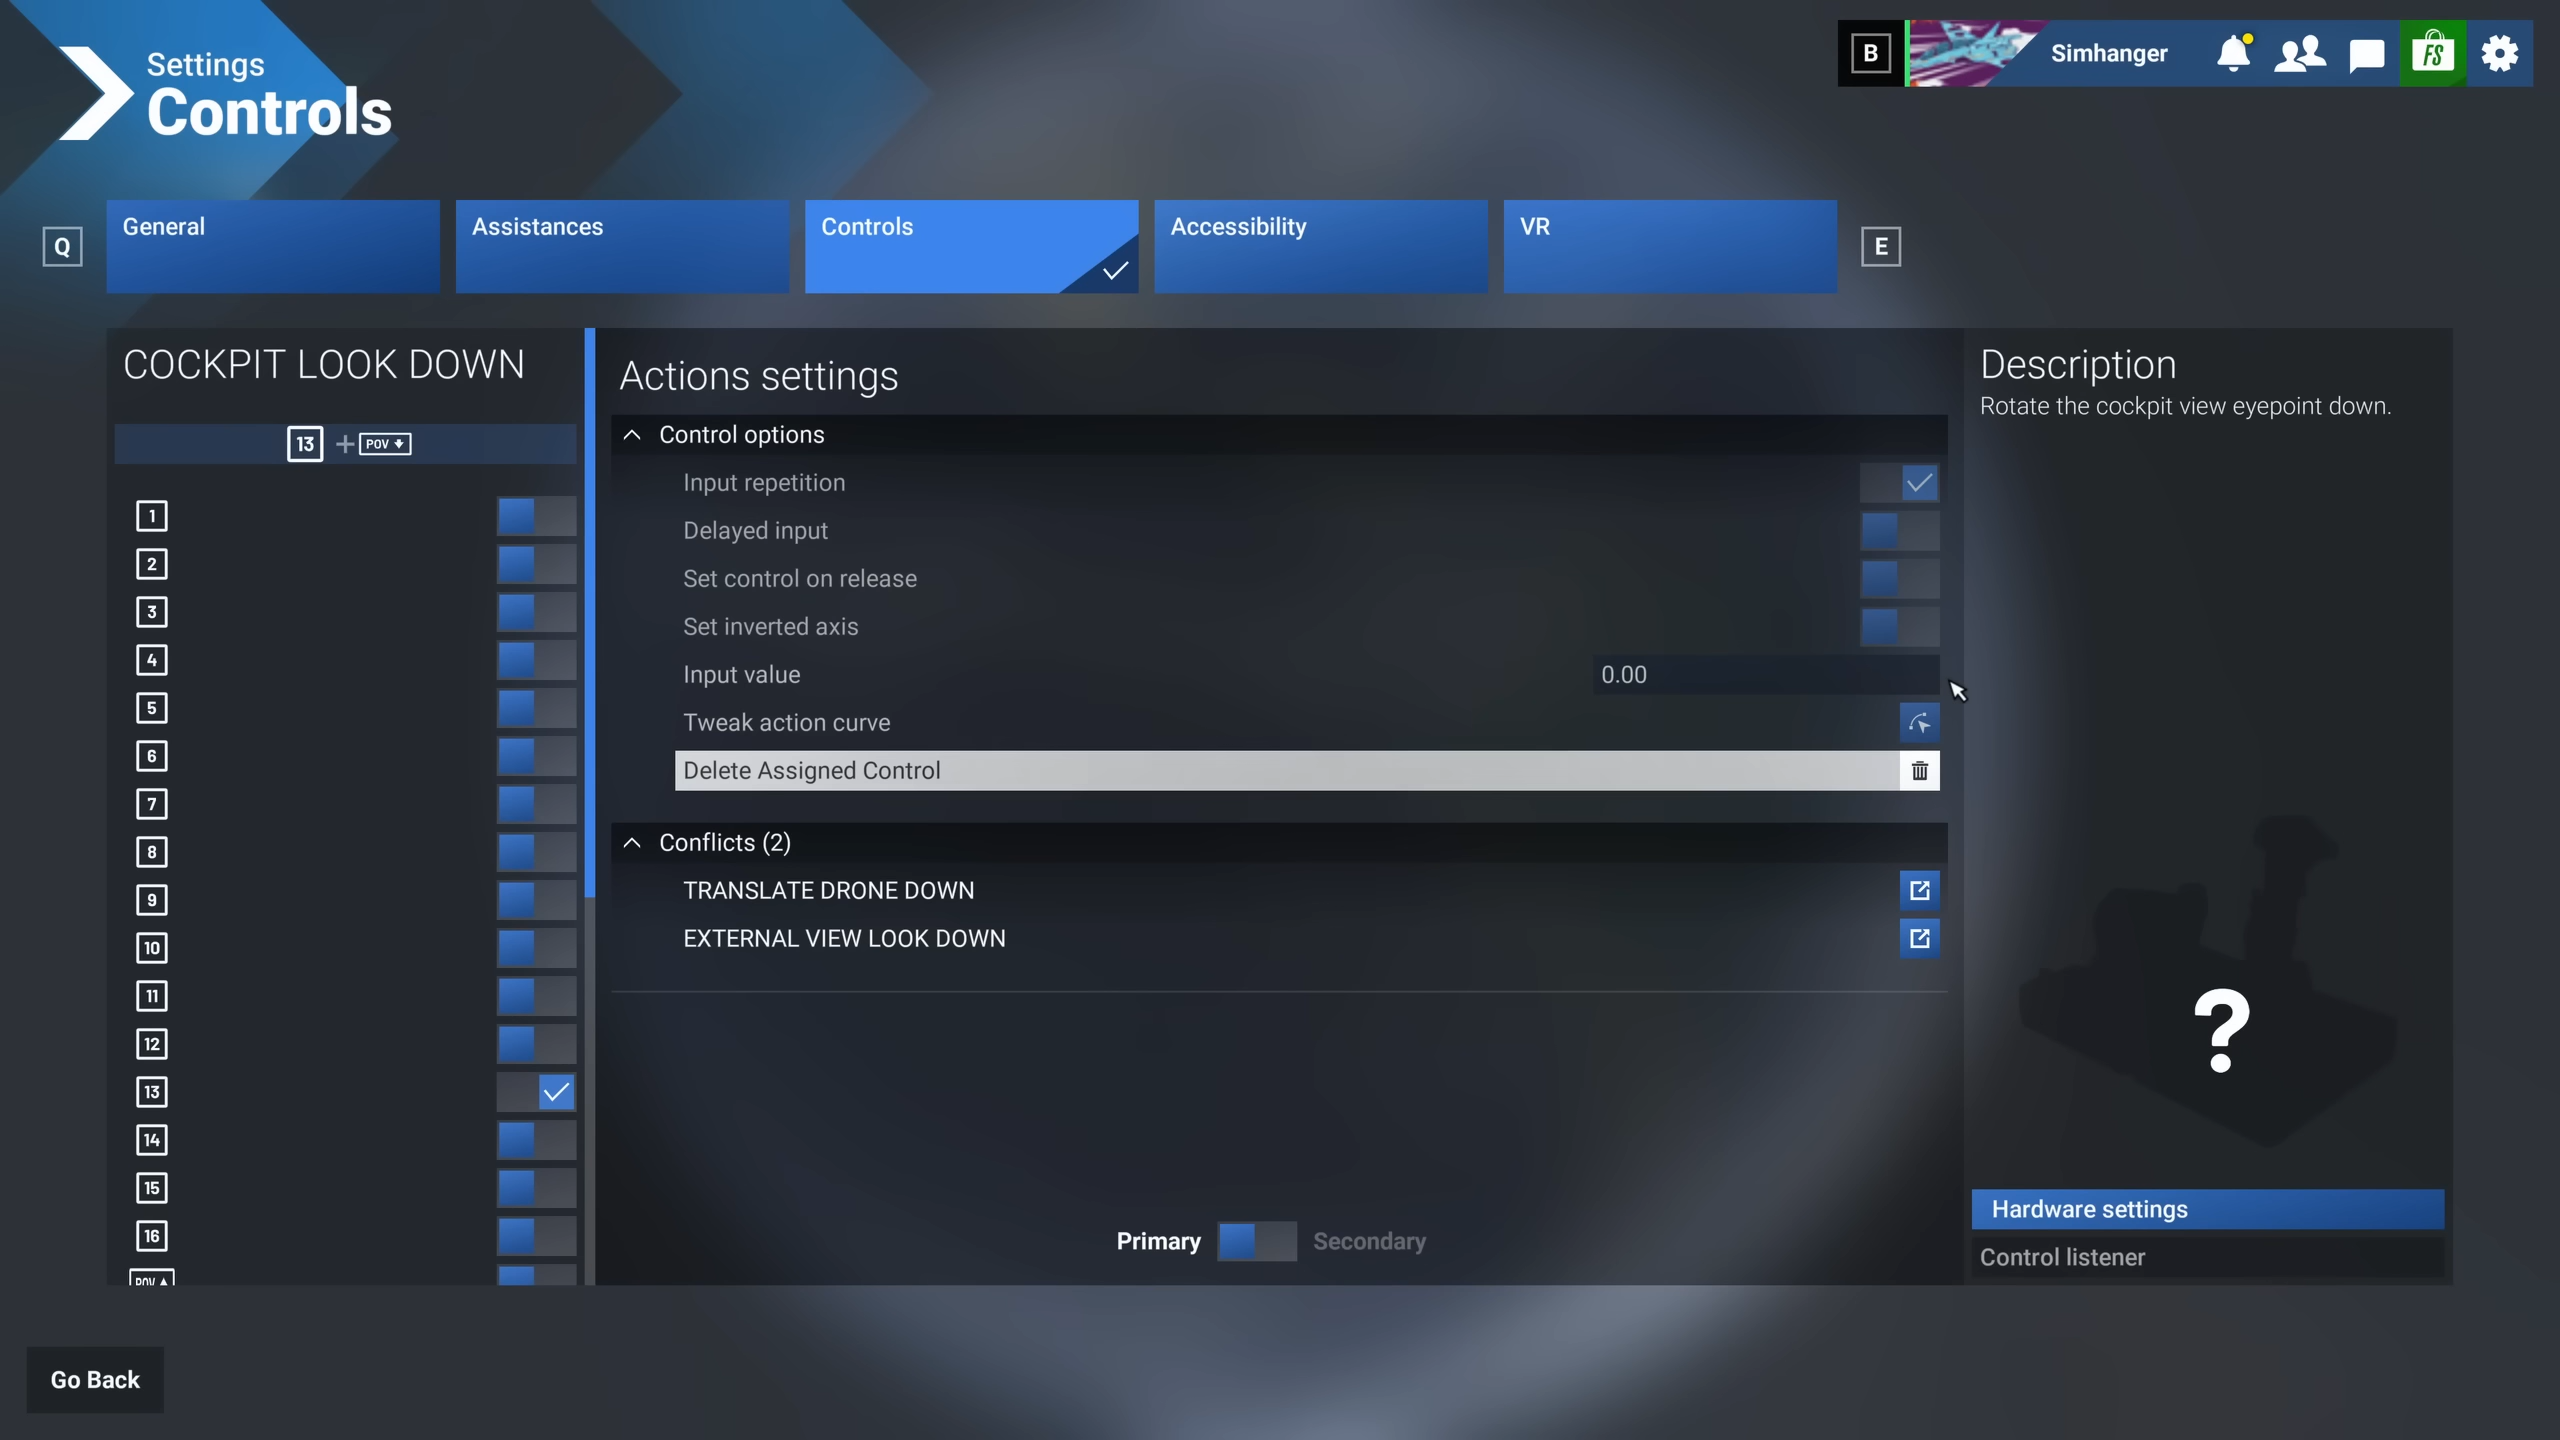 Settings
Controls
B
Simhanger
FS
Q
General
Assistances
Controls
Accessibility
VR
E
COCKPIT LOOK DOWN
13 + POV
1
2
3
4
5
6
7
8
9
10
11
12
13
14
15
16
POV
Actions settings
Control options
Input repetition
Delayed input
Set control on release
Set inverted axis
Input value 0.00
Tweak action curve
Delete Assigned Control
Conflicts (2)
TRANSLATE DRONE DOWN
EXTERNAL VIEW LOOK DOWN
Primary Secondary
Description
Rotate the cockpit view eyepoint down.
?
Hardware settings
Control listener
Go Back